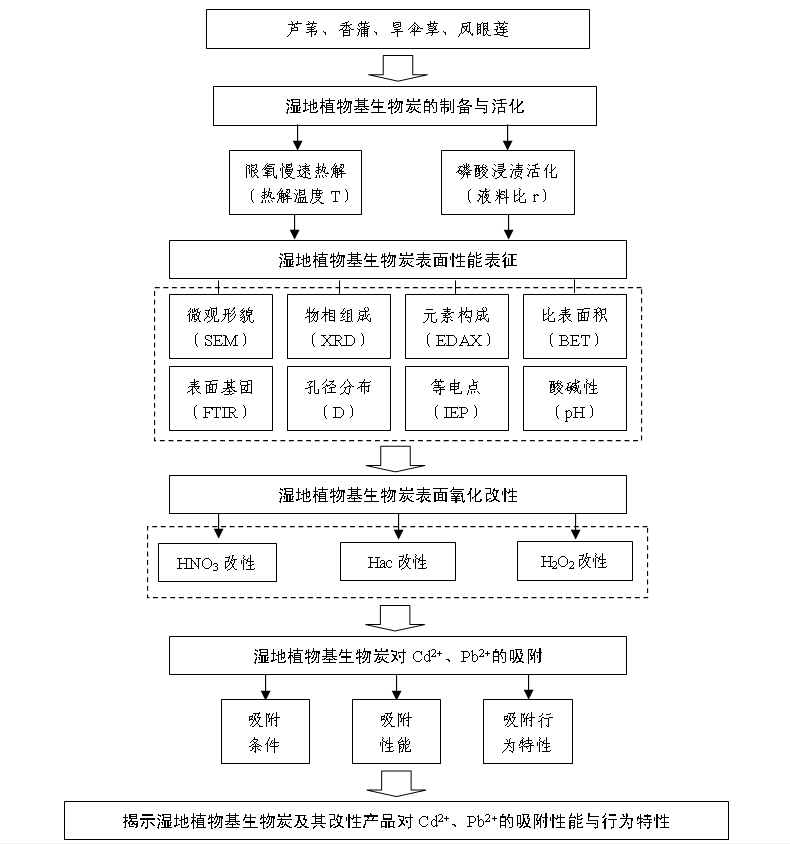 芦苇、香蒲、旱伞草、凤眼莲
湿地植物基生物炭的制备与活化
限氧慢速热解
（热解温度 T）
磷酸浸渍活化
（液料比 r）
湿地植物基生物炭表面性能表征
微观形貌
（SEM）
物相组成
（XRD）
元素构成
（EDAX）
比表面积
（BET）
表面基团
（FTIR）
孔径分布
（D）
等电点
（IEP）
酸碱性
（pH）
湿地植物基生物炭表面氧化改性
HNO₃ 改性
Hac 改性
H₂O₂ 改性
湿地植物基生物炭对 Cd²⁺、Pb²⁺的吸附
吸附
条件
吸附
性能
吸附行
为特性
揭示湿地植物基生物炭及其改性产品对 Cd²⁺、Pb²⁺的吸附性能与行为特性